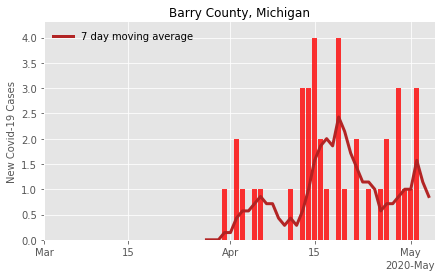 Barry County, Michigan
7 day moving average
New Covid-19 Cases
4.0
3.5
3.0
2.5
2.0
1.5
1.0
0.5
0.0
Mar 15 Apr 15 May
2020-May